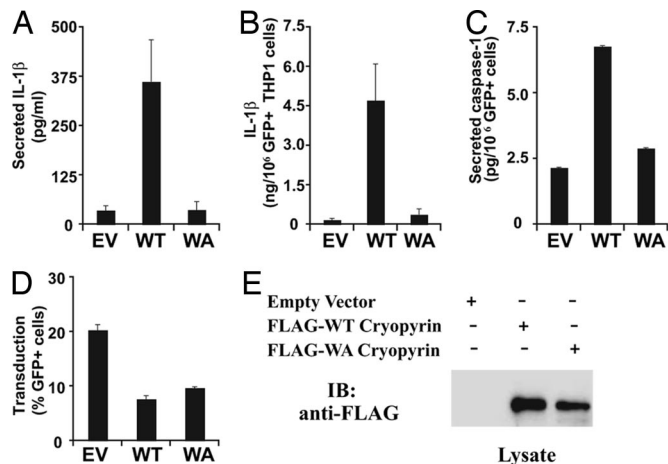 A
Secreted IL-1β
(pg/ml)
500
375
250
125
0
EV WT WA
B
IL-1β
(ng/10⁶ GFP+ THP1 cells)
7.5
6.0
4.5
3.0
1.5
0
EV WT WA
C
Secreted caspase-1
(pg/10⁶ GFP+ cells)
7.5
5.0
2.5
0
EV WT WA
D
Transduction
(% GFP+ cells)
20
20
10
0
EV WT WA
E
Empty Vector + - -
FLAG-WT Cryopyrin - + -
FLAG-WA Cryopyrin - - +
IB:
anti-FLAG
Lysate